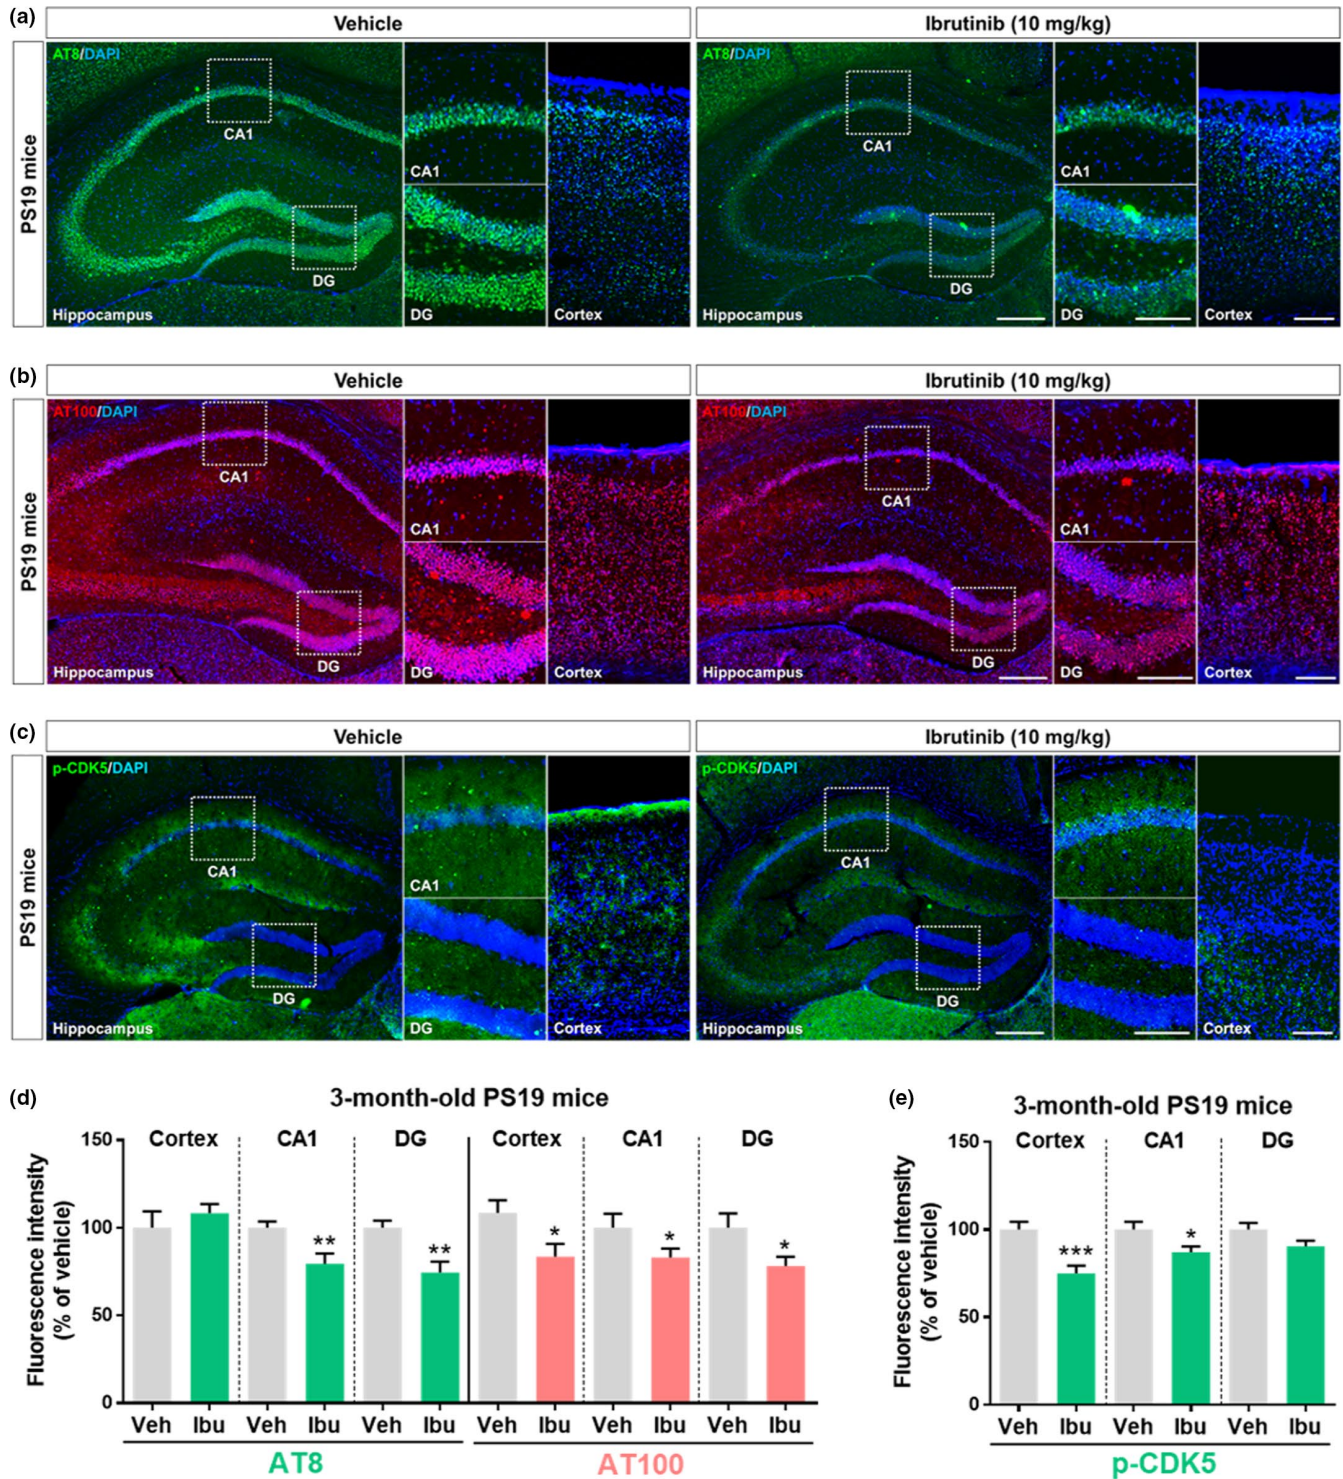 (a)
Vehicle
Ibrutinib (10 mg/kg)
PS19 mice
AT8/DAPI
CA1
DG
Hippocampus
CA1
DG
Cortex
AT8/DAPI
CA1
DG
Hippocampus
CA1
DG
Cortex
(b)
Vehicle
Ibrutinib (10 mg/kg)
PS19 mice
AT100/DAPI
CA1
DG
Hippocampus
CA1
DG
Cortex
AT100/DAPI
CA1
DG
Hippocampus
CA1
DG
Cortex
(c)
Vehicle
Ibrutinib (10 mg/kg)
PS19 mice
p-CDK5/DAPI
CA1
DG
Hippocampus
CA1
DG
Cortex
p-CDK5/DAPI
CA1
DG
Hippocampus
Cortex
(d)
3-month-old PS19 mice
Fluorescence intensity
(% of vehicle)
150
100
50
0
Cortex CA1 DG Cortex CA1 DG
** ** * * *
Veh Ibu Veh Ibu Veh Ibu Veh Ibu Veh Ibu Veh Ibu
AT8 AT100
(e)
3-month-old PS19 mice
Fluorescence intensity
(% of vehicle)
150
100
50
0
Cortex CA1 DG
*** *
Veh Ibu Veh Ibu Veh Ibu
p-CDK5